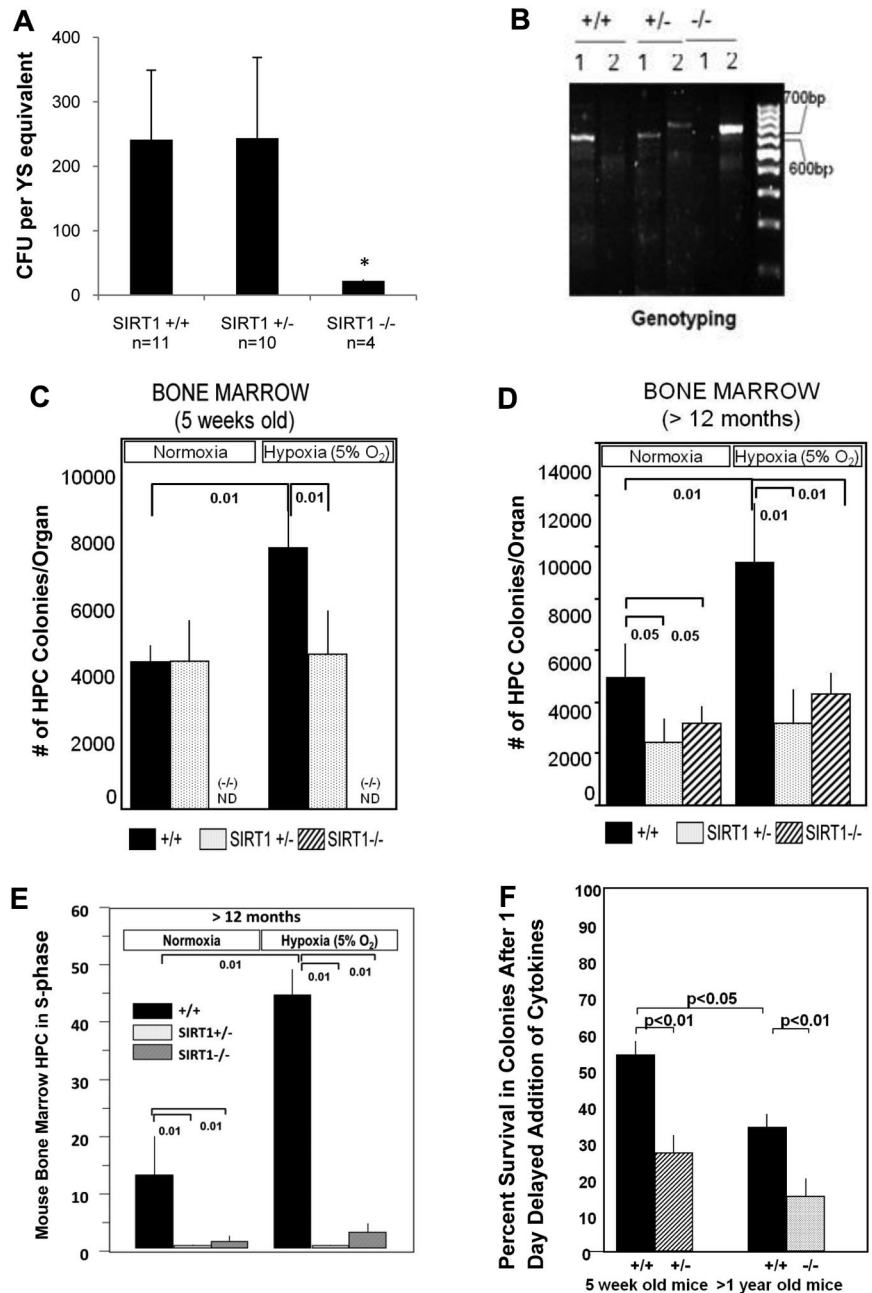 A
CFU per YS equivalent
400
300
200
100
0
*
SIRT1 +/+
n=11
SIRT1 +/-
n=10
SIRT1 -/-
n=4
B
+/+ +/- -/-
1 2 1 2 1 2
700bp
600bp
Genotyping
C
BONE MARROW
(5 weeks old)
Normoxia
Hypoxia (5% O2)
# of HPC Colonies/Organ
10000
8000
6000
4000
2000
0
0.01
0.01
(-/-)
ND
(-/-)
ND
+/+ SIRT1 +/- SIRT1-/-
D
BONE MARROW
(> 12 months)
Normoxia
Hypoxia (5% O2)
# of HPC Colonies/Organ
14000
12000
10000
8000
6000
4000
2000
0
0.01
0.01
0.01
0.05
0.05
+/+ SIRT1 +/- SIRT1-/-
E
> 12 months
Normoxia
Hypoxia (5% O2)
Mouse Bone Marrow HPC in S-phase
60
50
40
30
20
10
0
0.01
0.01
0.01
+/+
SIRT1+/-
SIRT1-/-
0.01
0.01
F
Percent Survival in Colonies After 1
Day Delayed Addition of Cytokines
100
90
80
70
60
50
40
30
20
10
0
p<0.05
p<0.01
p<0.01
+/+ +/-
+/+ -/-
5 week old mice
>1 year old mice